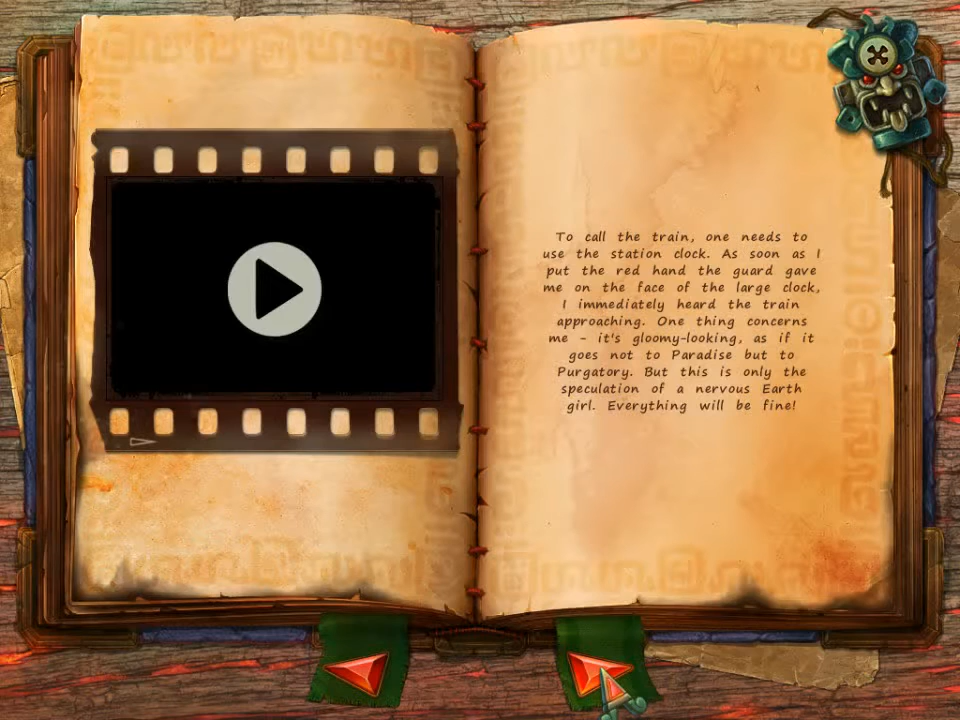 To call the train, one needs to
use the station clock. As soon as I
put the red hand the guard gave
me on the face of the large clock,
I immediately heard the train
approaching. One thing concerns
me - it's gloomy-looking, as if it
goes not to Paradise but to
Purgatory. But this is only the
speculation of a nervous Earth
girl. Everything will be fine!